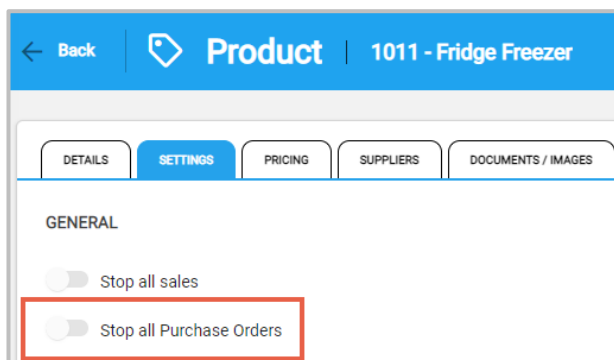 Back Product 1011 - Fridge Freezer
DETAILS SETTINGS PRICING SUPPLIERS DOCUMENTS / IMAGES
GENERAL
Stop all sales
Stop all Purchase Orders